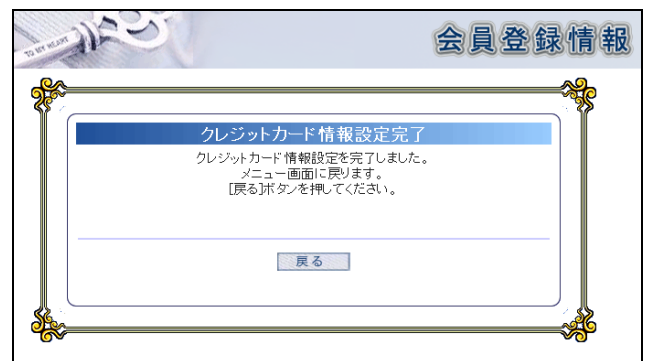 TO MY HEART
会員登録情報
クレジットカード情報設定完了
クレジットカード情報設定を完了しました。
メニュー画面に戻ります。
[戻る]ボタンを押してください。
戻る